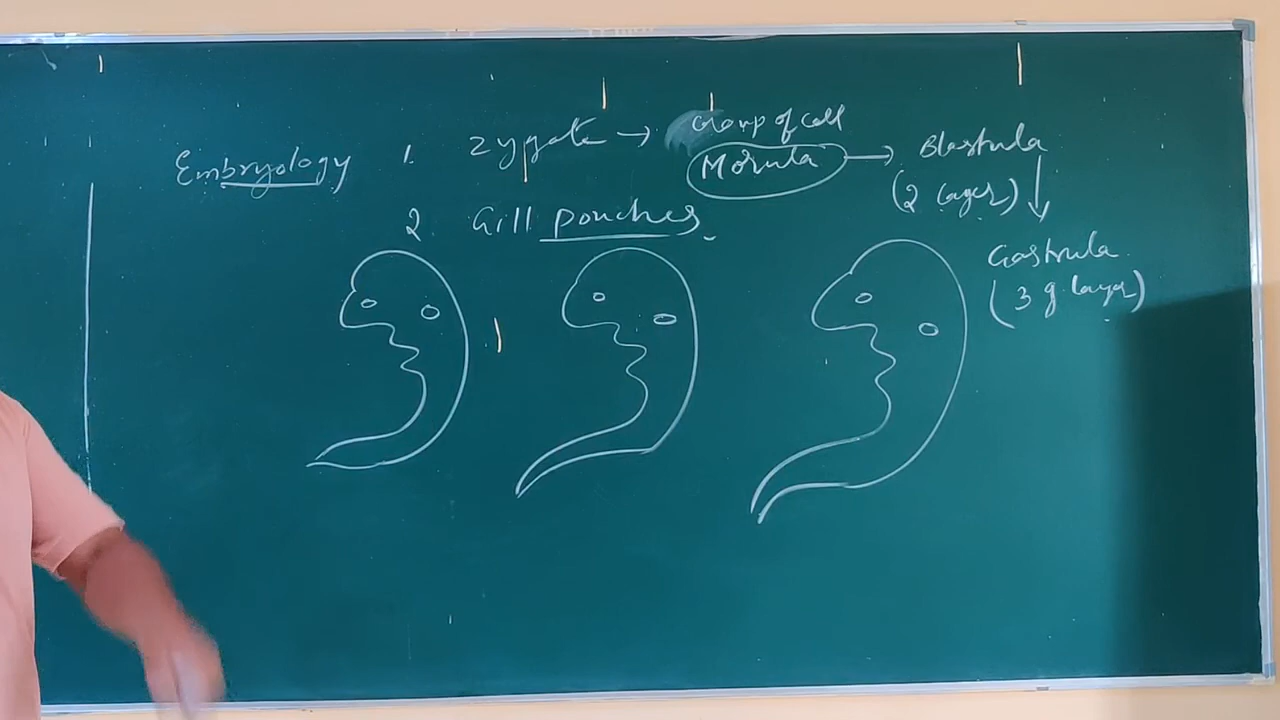 Embryology 1. Zygote → Group of cell
Morula → Blastula
(2 layer)
2. Gill pouches
Gastrula
(3 g. layer)